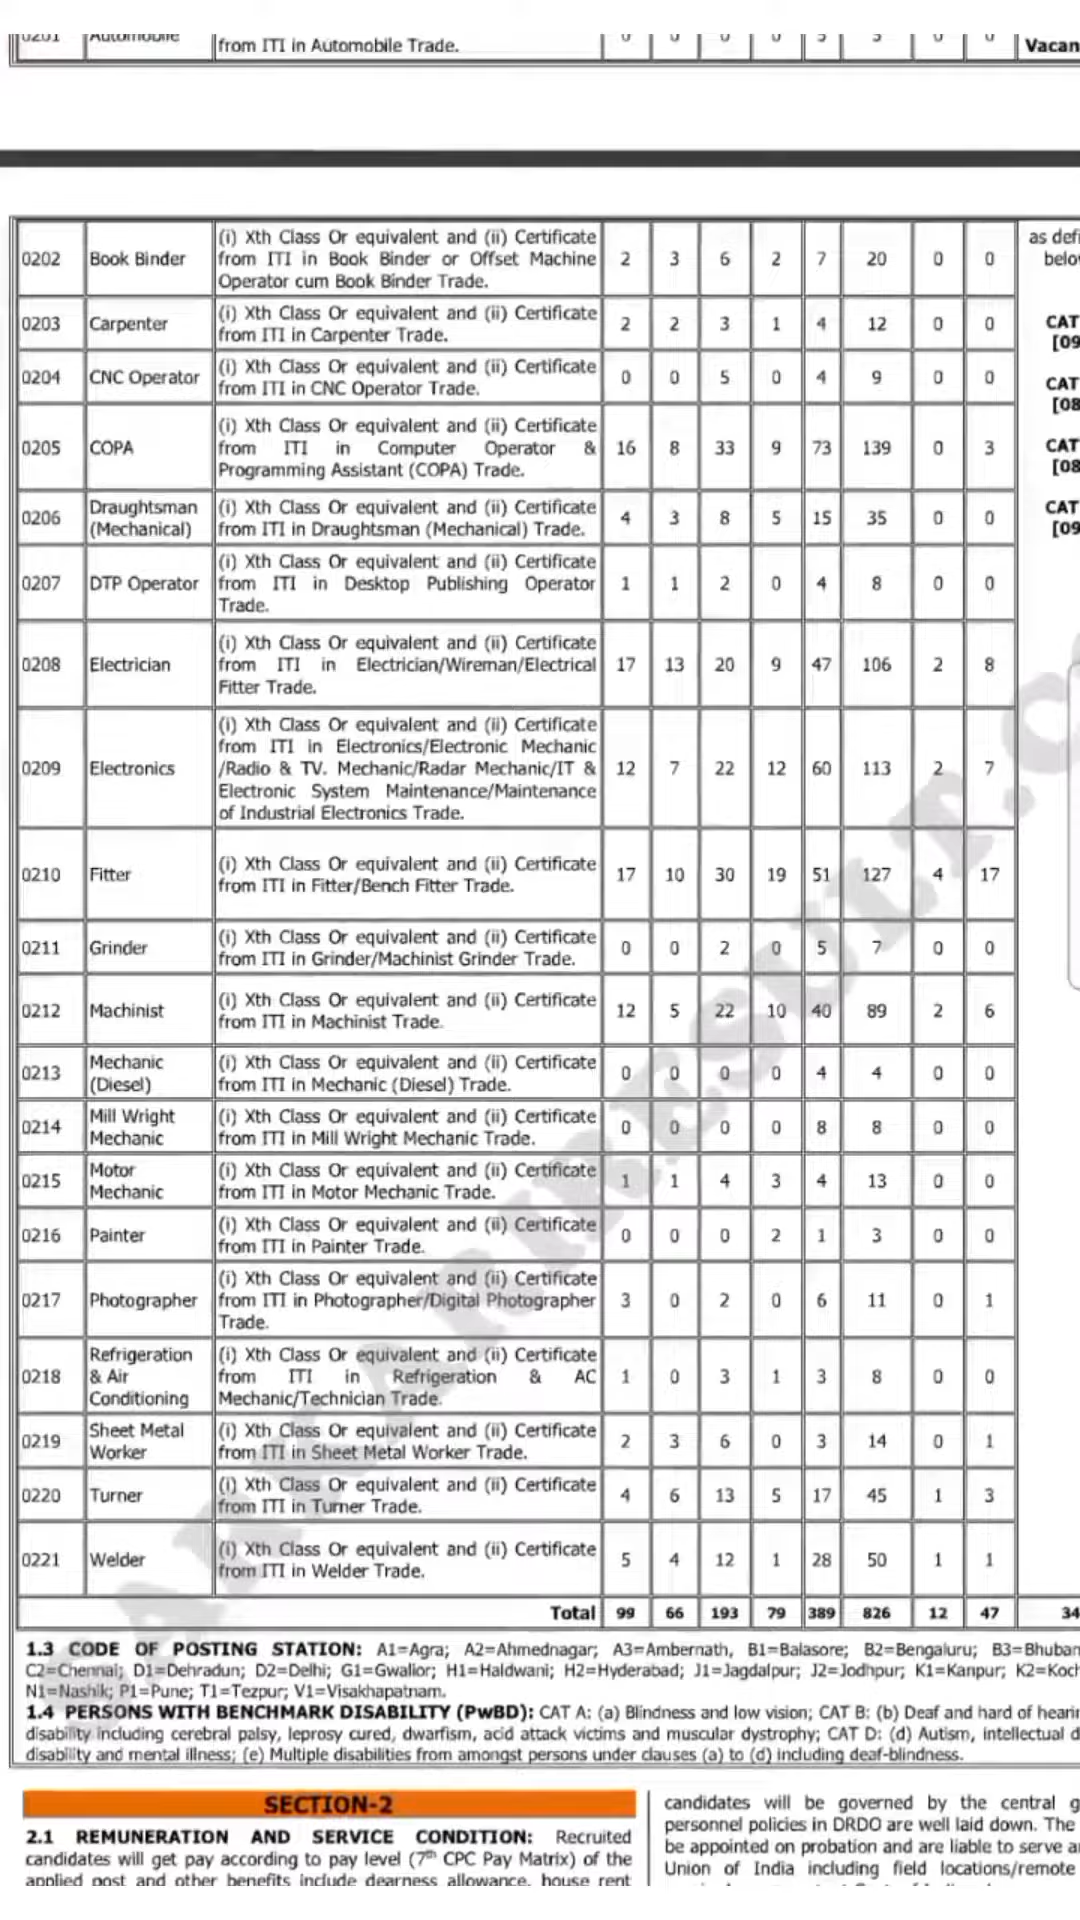 0201 Automobile from ITI in Automobile Trade. 0 0 0 0 5 5 0 0 Vacan
0202 Book Binder (i) Xth Class Or equivalent and (ii) Certificate
from ITI in Book Binder or Offset Machine
Operator cum Book Binder Trade. 2 3 6 2 7 20 0 0
as defi
below
0203 Carpenter (i) Xth Class Or equivalent and (ii) Certificate
from ITI in Carpenter Trade. 2 2 3 1 4 12 0 0
CAT
[09
0204 CNC Operator (i) Xth Class Or equivalent and (ii) Certificate
from ITI in CNC Operator Trade. 0 0 5 0 4 9 0 0
CAT
[08
0205 COPA (i) Xth Class Or equivalent and (ii) Certificate
from ITI in Computer Operator &
Programming Assistant (COPA) Trade. 16 8 33 9 73 139 0 3
CAT
[08
0206 Draughtsman
(Mechanical) (i) Xth Class Or equivalent and (ii) Certificate
from ITI in Draughtsman (Mechanical) Trade. 4 3 8 5 15 35 0 0
CAT
[09
0207 DTP Operator (i) Xth Class Or equivalent and (ii) Certificate
from ITI in Desktop Publishing Operator
Trade. 1 1 2 0 4 8 0 0
0208 Electrician (i) Xth Class Or equivalent and (ii) Certificate
from ITI in Electrician/Wireman/Electrical
Fitter Trade. 17 13 20 9 47 106 2 8
0209 Electronics (i) Xth Class Or equivalent and (ii) Certificate
from ITI in Electronics/Electronic Mechanic
/Radio & TV. Mechanic/Radar Mechanic/IT &
Electronic System Maintenance/Maintenance
of Industrial Electronics Trade. 12 7 22 12 60 113 2 7
0210 Fitter (i) Xth Class Or equivalent and (ii) Certificate
from ITI in Fitter/Bench Fitter Trade. 17 10 30 19 51 127 4 17
0211 Grinder (i) Xth Class Or equivalent and (ii) Certificate
from ITI in Grinder/Machinist Grinder Trade. 0 0 2 0 5 7 0 0
0212 Machinist (i) Xth Class Or equivalent and (ii) Certificate
from ITI in Machinist Trade. 12 5 22 10 40 89 2 6
0213 Mechanic
(Diesel) (i) Xth Class Or equivalent and (ii) Certificate
from ITI in Mechanic (Diesel) Trade. 0 0 0 0 4 4 0 0
0214 Mill Wright
Mechanic (i) Xth Class Or equivalent and (ii) Certificate
from ITI in Mill Wright Mechanic Trade. 0 0 0 0 8 8 0 0
0215 Motor
Mechanic (i) Xth Class Or equivalent and (ii) Certificate
from ITI in Motor Mechanic Trade. 1 1 4 3 4 13 0 0
0216 Painter (i) Xth Class Or equivalent and (ii) Certificate
from ITI in Painter Trade. 0 0 0 2 1 3 0 0
0217 Photographer (i) Xth Class Or equivalent and (ii) Certificate
from ITI in Photographer/Digital Photographer
Trade. 3 0 2 0 6 11 0 1
0218 Refrigeration
& Air
Conditioning (i) Xth Class Or equivalent and (ii) Certificate
from ITI in Refrigeration & AC
Mechanic/Technician Trade. 1 0 3 1 3 8 0 0
0219 Sheet Metal
Worker (i) Xth Class Or equivalent and (ii) Certificate
from ITI in Sheet Metal Worker Trade. 2 3 6 0 3 14 0 1
0220 Turner (i) Xth Class Or equivalent and (ii) Certificate
from ITI in Turner Trade. 4 6 13 5 17 45 1 3
0221 Welder (i) Xth Class Or equivalent and (ii) Certificate
from ITI in Welder Trade. 5 4 12 1 28 50 1 1
Total 99 66 193 79 389 826 12 47 34
SARKARIRESULT.C
1.3 CODE OF POSTING STATION: A1=Agra; A2=Ahmednagar; A3=Ambernath, B1=Balasore; B2=Bengaluru; B3=Bhuban
C2=Chennai; D1=Dehradun; D2=Delhi; G1=Gwalior; H1=Haldwani; H2=Hyderabad; J1=Jagdalpur; J2=Jodhpur; K1=Kanpur; K2=Koch
N1=Nashik; P1=Pune; T1=Tezpur; V1=Visakhapatnam.
1.4 PERSONS WITH BENCHMARK DISABILITY (PwBD): CAT A: (a) Blindness and low vision; CAT B: (b) Deaf and hard of hearin
disability including cerebral palsy, leprosy cured, dwarfism, acid attack victims and muscular dystrophy; CAT D: (d) Autism, intellectual d
disability and mental illness; (e) Multiple disabilities from amongst persons under clauses (a) to (d) including deaf-blindness.
SECTION-2
2.1 REMUNERATION AND SERVICE CONDITION: Recruited
candidates will get pay according to pay level (7th CPC Pay Matrix) of the
applied post and other benefits include dearness allowance, house rent
candidates will be governed by the central g
personnel policies in DRDO are well laid down. The
be appointed on probation and are liable to serve a
Union of India including field locations/remote